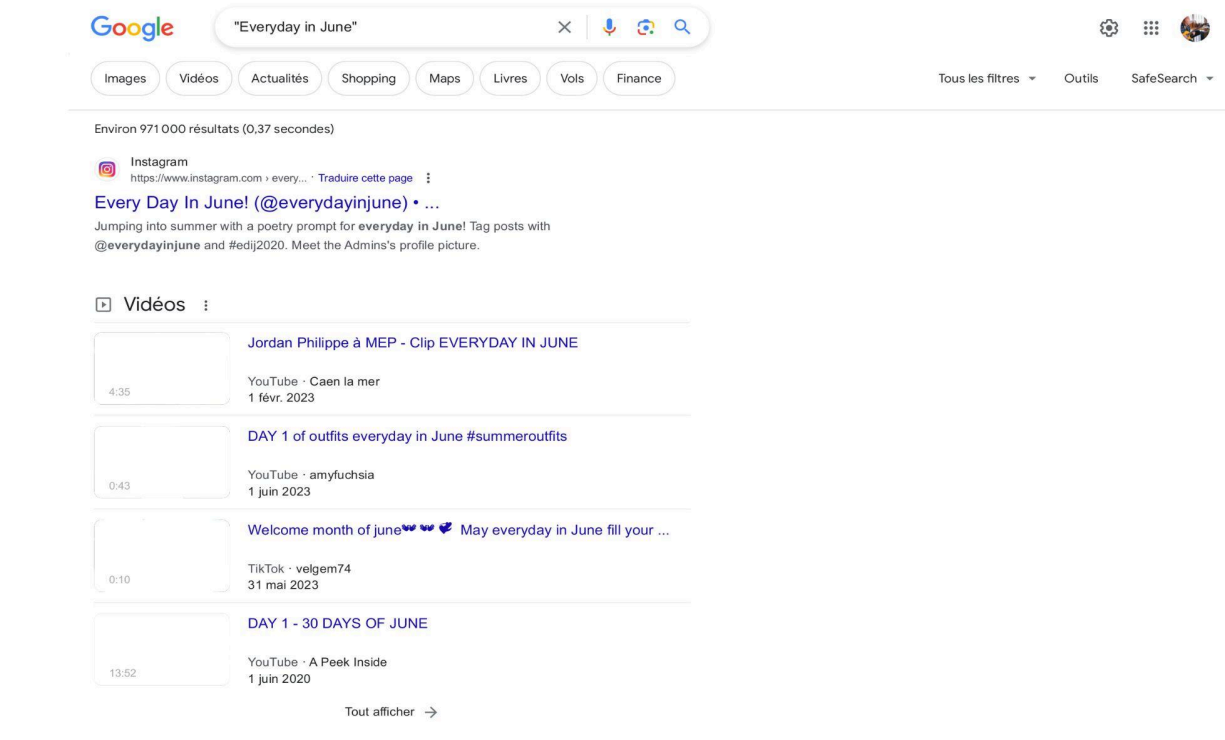 Google
"Everyday in June"
Images Vidéos Actualités Shopping Maps Livres Vols Finance Tous les filtres Outils SafeSearch
Environ 971 000 résultats (0,37 secondes)
Instagram
https://www.instagram.com › every... · Traduire cette page
Every Day In June! (@everydayinjune) • ...
Jumping into summer with a poetry prompt for everyday in June! Tag posts with
@everydayinjune and #edij2020. Meet the Admins's profile picture.
Vidéos
Jordan Philippe à MEP - Clip EVERYDAY IN JUNE
4:35
YouTube · Caen la mer
1 févr. 2023
DAY 1 of outfits everyday in June #summeroutfits
0:43
YouTube · amyfuchsia
1 juin 2023
Welcome month of june May everyday in June fill your ...
0:10
TikTok · velgem74
31 mai 2023
DAY 1 - 30 DAYS OF JUNE
13:52
YouTube · A Peek Inside
1 juin 2020
Tout afficher